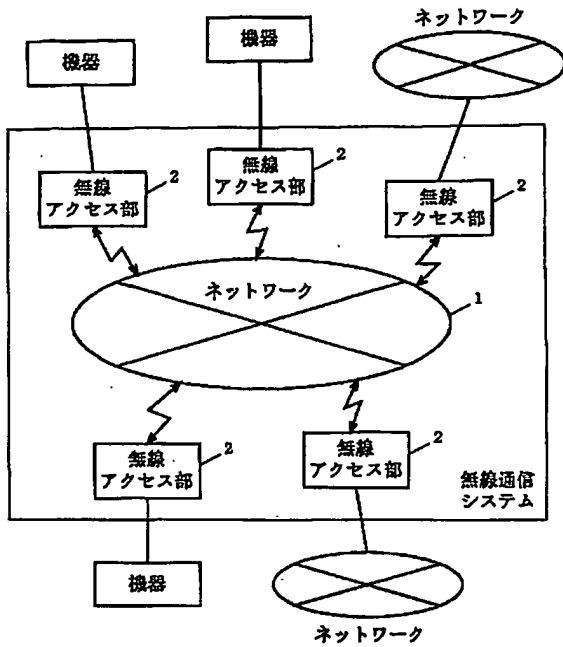 ネットワーク
機器
機器
無線
アクセス部
2
無線
アクセス部
2
無線
アクセス部
2
ネットワーク
1
無線
アクセス部
2
無線
アクセス部
2
無線通信
システム
機器
ネットワーク